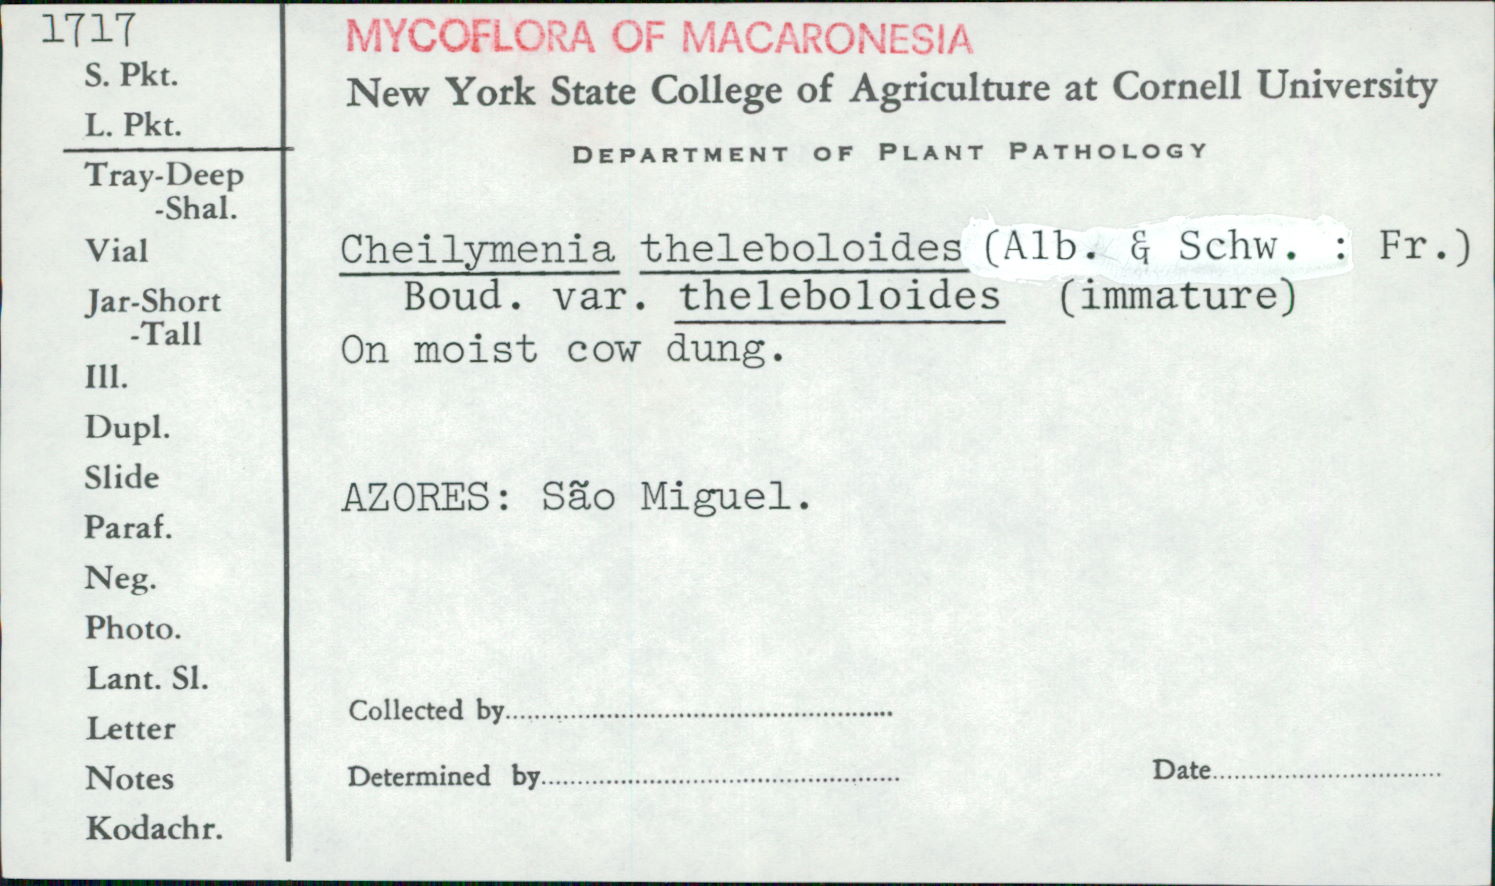 1717
S. Pkt.
L. Pkt.
Tray-Deep
-Shal.
Vial
Jar-Short
-Tall
Ill.
Dupl.
Slide
Paraf.
Neg.
Photo.
Lant. Sl.
Letter
Notes
Kodachr.
MYCOFLORA OF MACARONESIA
New York State College of Agriculture at Cornell University
DEPARTMENT OF PLANT PATHOLOGY
Cheilymenia theleboloides (Alb. & Schw. : Fr.)
Boud. var. theleboloides (immature)
On moist cow dung.
AZORES: São Miguel.
Collected by
Determined by
Date